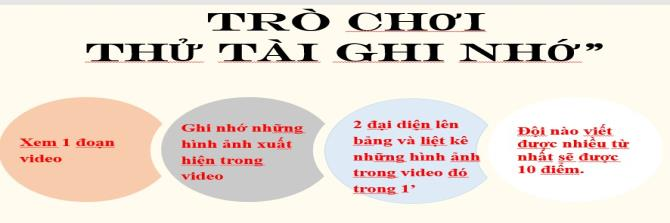 TRÒ CHƠI
THỬ TÀI GHI NHỚ”
Xem 1 đoạn
video
Ghi nhớ những
hình ảnh xuất
hiện trong
video
2 đại diện lên
bảng và liệt kê
những hình ảnh
trong video đó
trong 1’
Đội nào viết
được nhiều từ
nhất sẽ được
10 điểm.